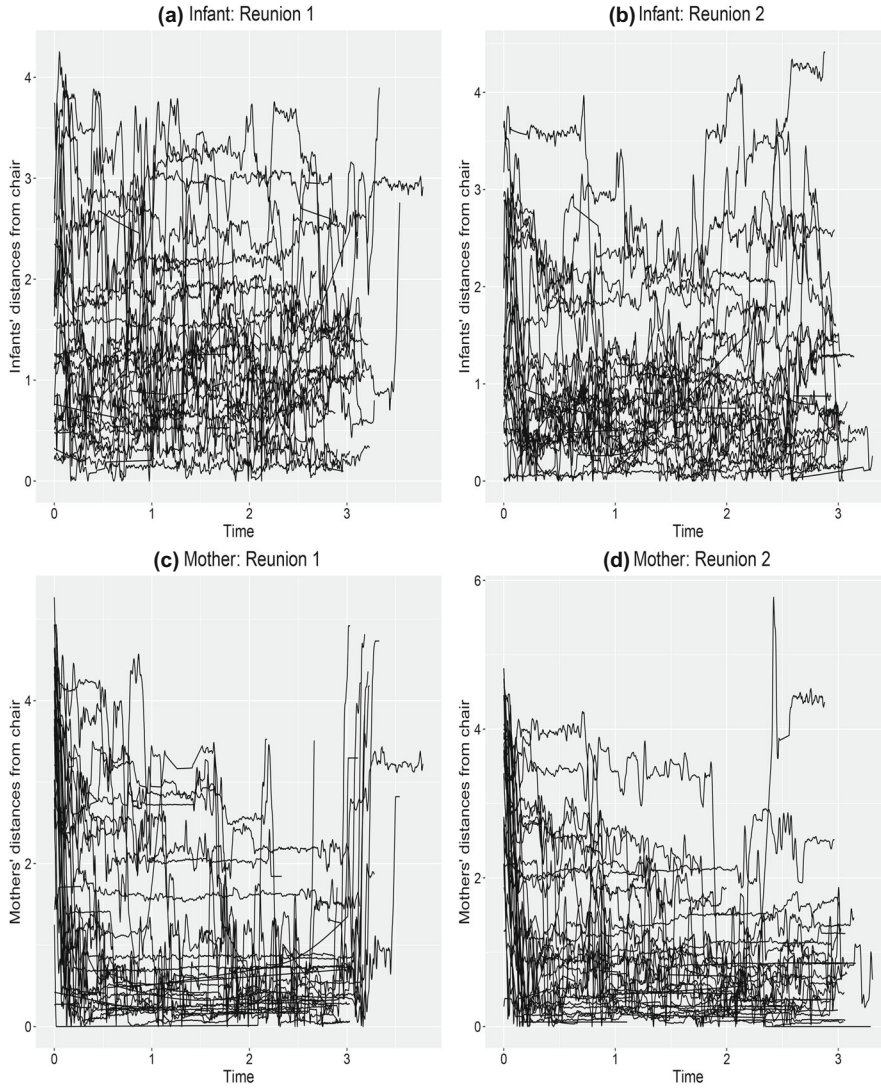 (a) Infant: Reunion 1
Infants' distances from chair
4
3
2
1
0
0 1 2 3
Time
(b) Infant: Reunion 2
Infants' distances from chair
4
3
2
1
0
0 1 2 3
Time
(c) Mother: Reunion 1
Mothers' distances from chair
4
2
0
0 1 2 3
Time
(d) Mother: Reunion 2
Mothers' distances from chair
6
4
2
0
0 1 2 3
Time